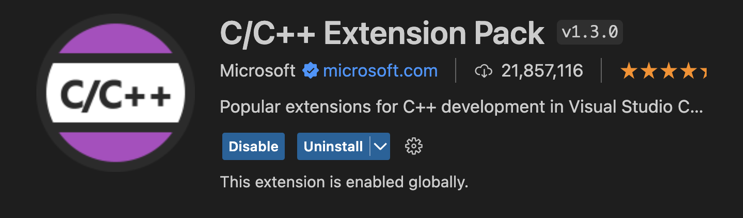 C/C++ Extension Pack v1.3.0
C/C++
Microsoft microsoft.com 21,857,116
Popular extensions for C++ development in Visual Studio C...
Disable Uninstall
This extension is enabled globally.